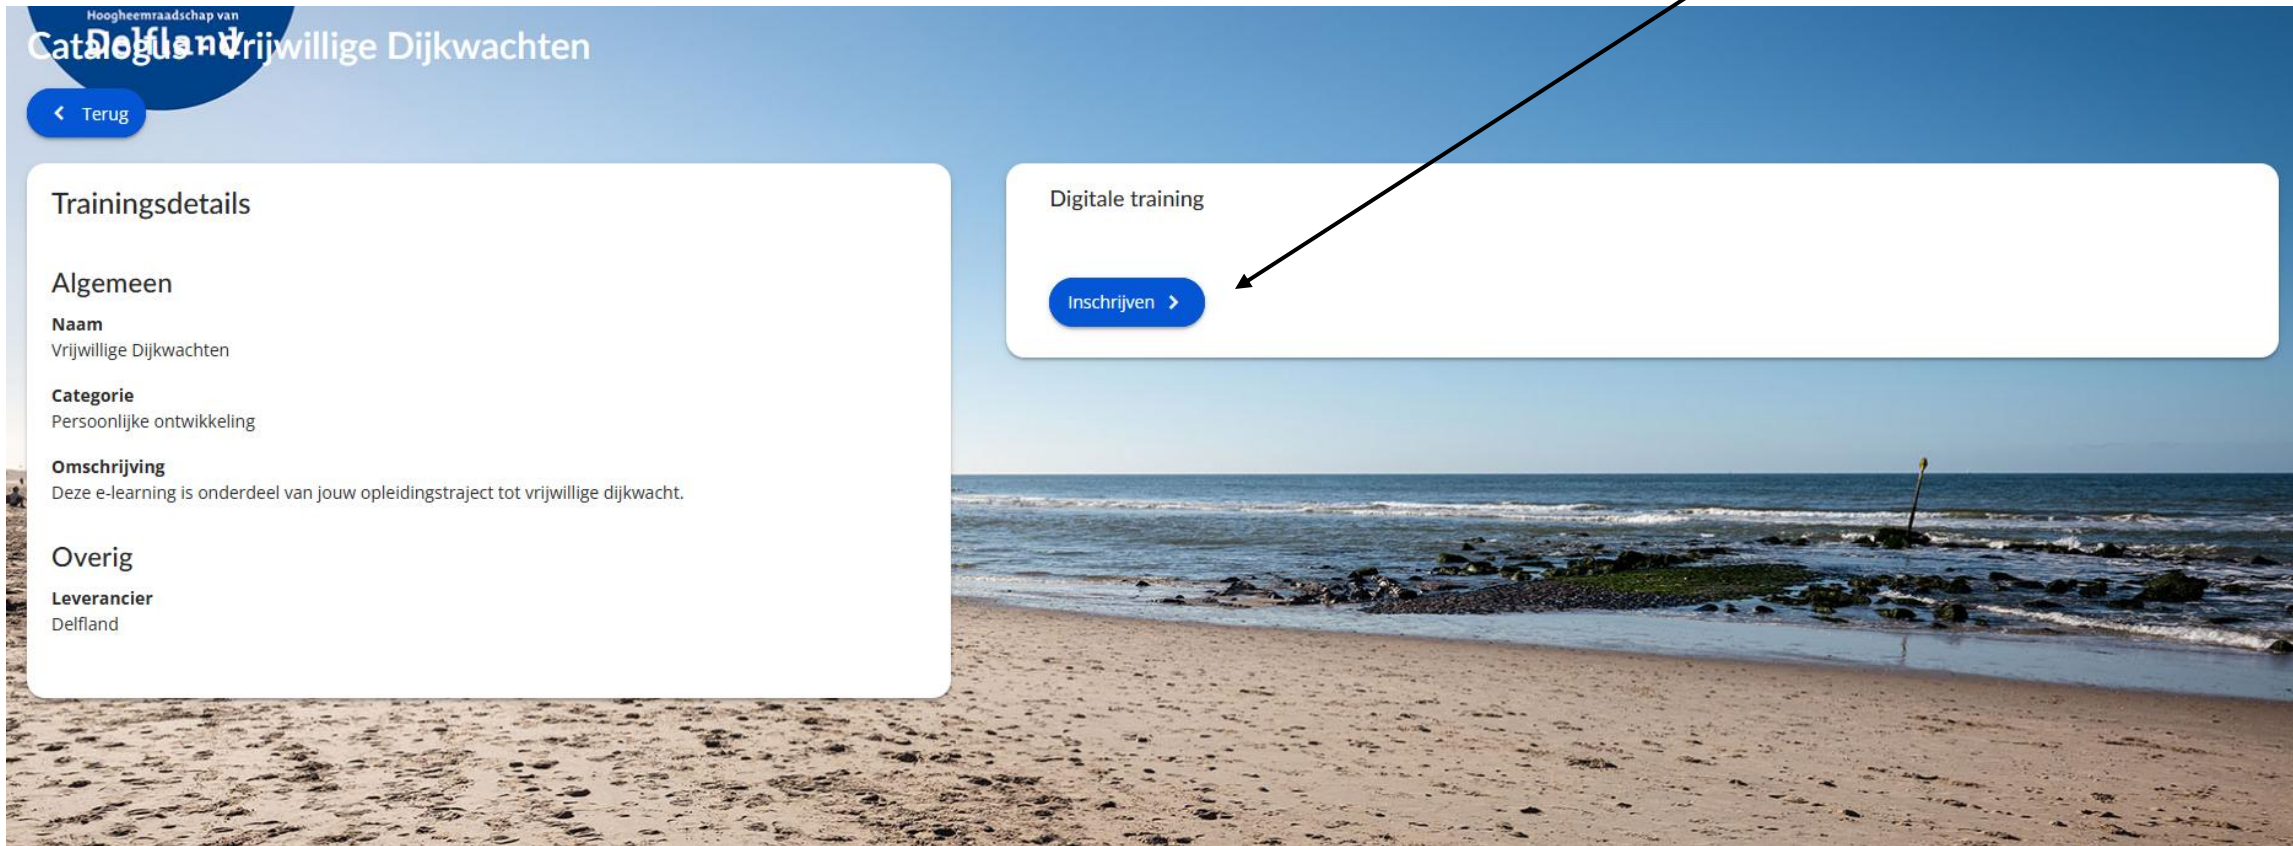 Hoogheemraadschap van
Delfland
Catalogus - Vrijwillige Dijkwachten
Terug
Trainingsdetails
Algemeen
Naam
Vrijwillige Dijkwachten
Categorie
Persoonlijke ontwikkeling
Omschrijving
Deze e-learning is onderdeel van jouw opleidingstraject tot vrijwillige dijkwacht.
Overig
Leverancier
Delfland
Digitale training
Inschrijven